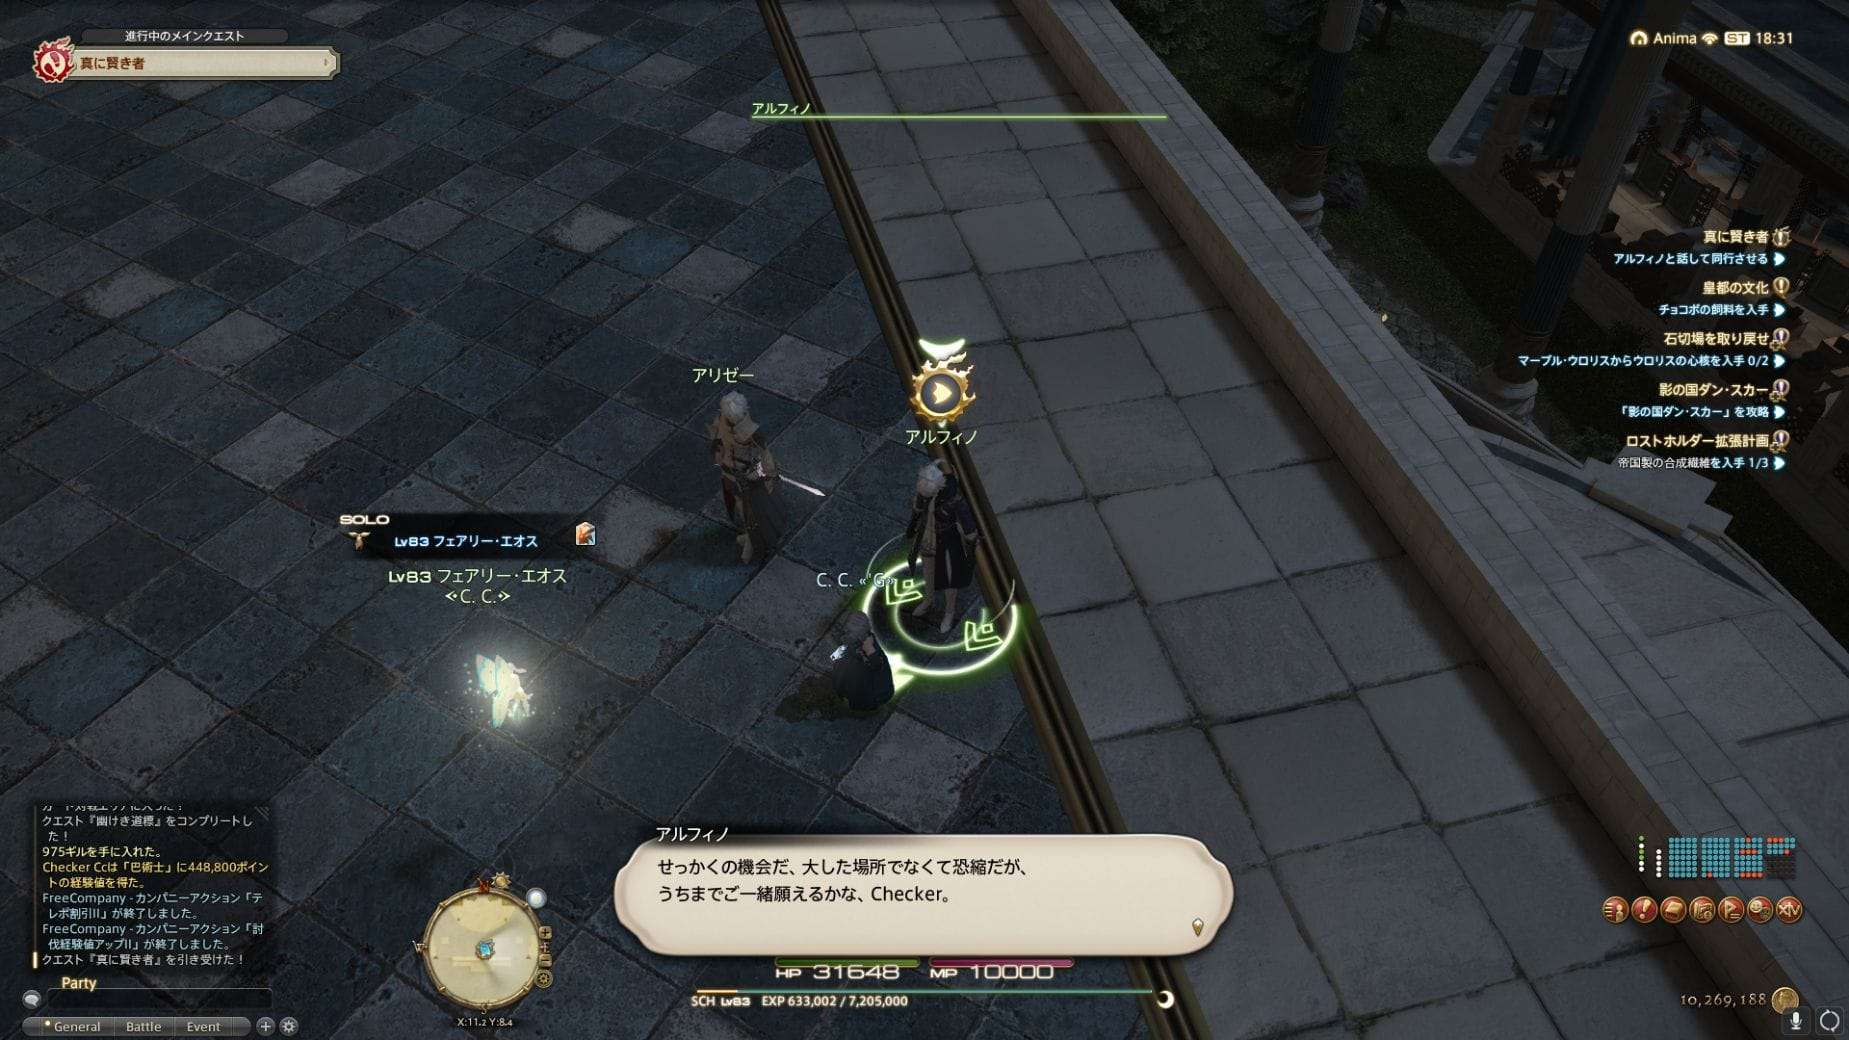 進行中のメインクエスト
真に賢き者
Anima ST 18:31
アルフィノ
真に賢き者
アルフィノと話して同行させる
皇都の文化
チョコボの飼料を入手
石切場を取り戻せ
マーブル・ウロリスからウロリスの心核を入手 0/2
影の国ダン・スカー
「影の国ダン・スカー」を攻略
ロストホルダー拡張計画
帝国製の合成繊維を入手 1/3
アリゼー
アルフィノ
SOLO
Lv83 フェアリー・エオス
Lv83 フェアリー・エオス
<C. C.>
C. C. «'G»
クエスト『幽けき道標』をコンプリートし
た！
975ギルを手に入れた。
Checker Ccは「巴術士」に448,800ポイン
トの経験値を得た。
FreeCompany - カンパニーアクション「テ
レポ割引II」が終了しました。
FreeCompany - カンパニーアクション「討
伐経験値アップII」が終了しました。
クエスト『真に賢き者』を引き受けた！
Party
General Battle Event
X:11.2 Y:8.4
アルフィノ
せっかくの機会だ、大した場所でなくて恐縮だが、
うちまでご一緒願えるかな、Checker。
HP 31648 MP 10000
SCH Lv83 EXP 633,002 / 7,205,000
XIV
10,269,188